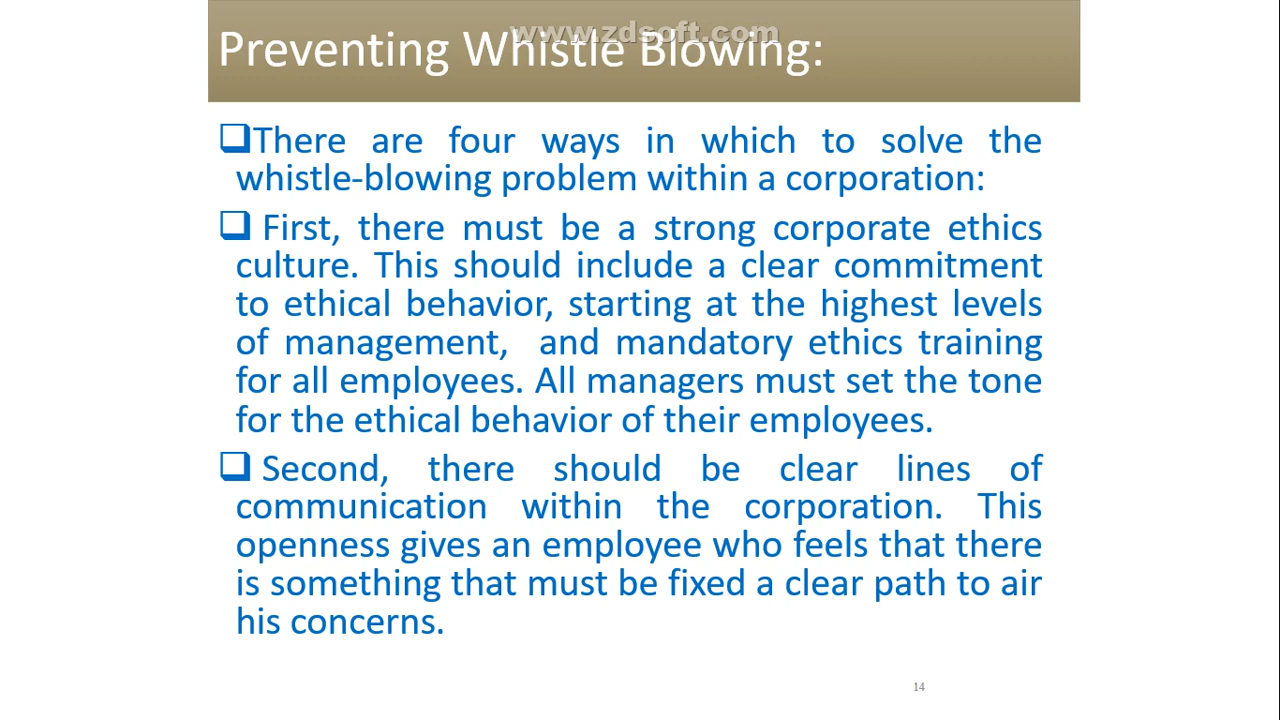 www.zdsoft.com
Preventing Whistle Blowing:
❑There are four ways in which to solve the
whistle-blowing problem within a corporation:
❑ First, there must be a strong corporate ethics
culture. This should include a clear commitment
to ethical behavior, starting at the highest levels
of management, and mandatory ethics training
for all employees. All managers must set the tone
for the ethical behavior of their employees.
❑ Second, there should be clear lines of
communication within the corporation. This
openness gives an employee who feels that there
is something that must be fixed a clear path to air
his concerns.
14